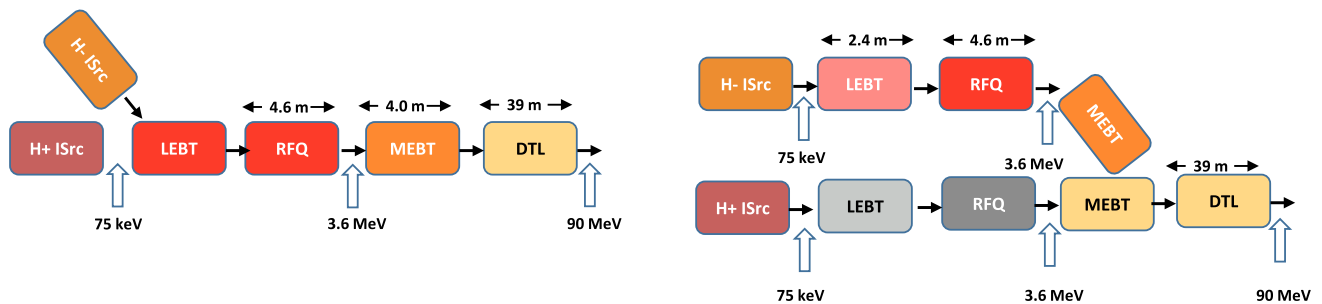 H- ISrc
4.6 m
4.0 m
39 m
H+ ISrc
LEBT
RFQ
MEBT
DTL
75 keV
3.6 MeV
90 MeV
2.4 m
4.6 m
H- ISrc
LEBT
RFQ
MEBT
75 keV
3.6 MeV
39 m
H+ ISrc
LEBT
RFQ
MEBT
DTL
75 keV
3.6 MeV
90 MeV